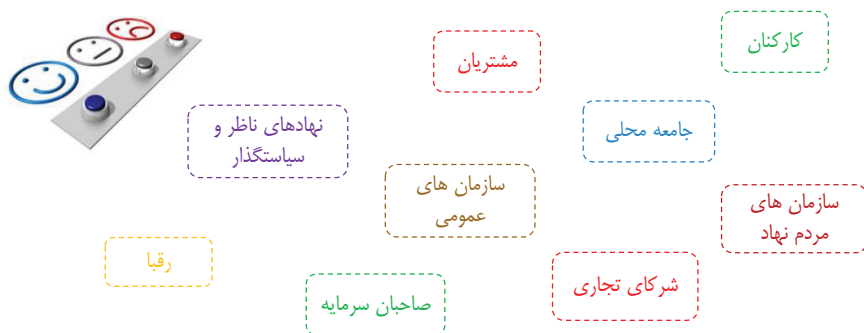 کارکنان
مشتریان
جامعه محلی
نهادهای ناظر و
سیاستگذار
سازمان های
عمومی
سازمان های
مردم نهاد
رقبا
شرکای تجاری
صاحبان سرمایه